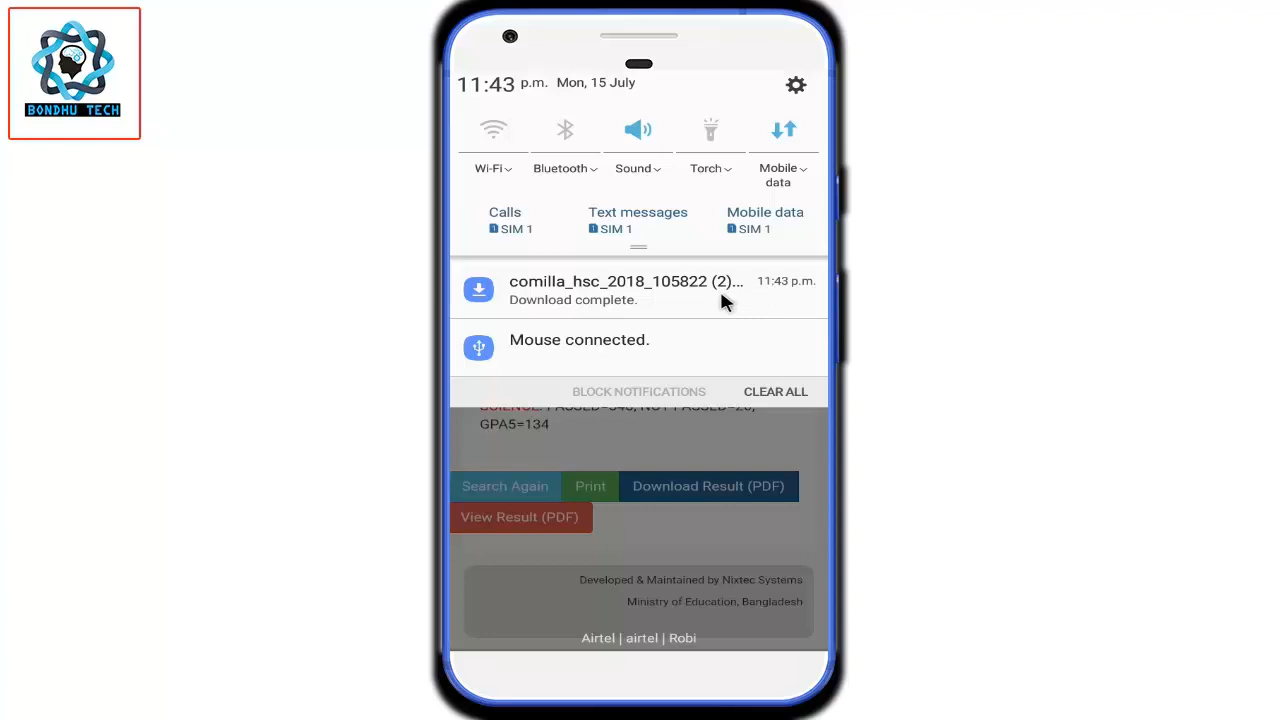 BONDHU TECH
11:43 p.m. Mon, 15 July
Wi-Fi
Bluetooth
Sound
Torch
Mobile
data
Calls
SIM 1
Text messages
SIM 1
Mobile data
SIM 1
comilla_hsc_2018_105822 (2)... 11:43 p.m.
Download complete.
Mouse connected.
BLOCK NOTIFICATIONS CLEAR ALL
GPA5=134
Search Again Print Download Result (PDF)
View Result (PDF)
Developed & Maintained by Nixtec Systems
Ministry of Education, Bangladesh
Airtel | airtel | Robi